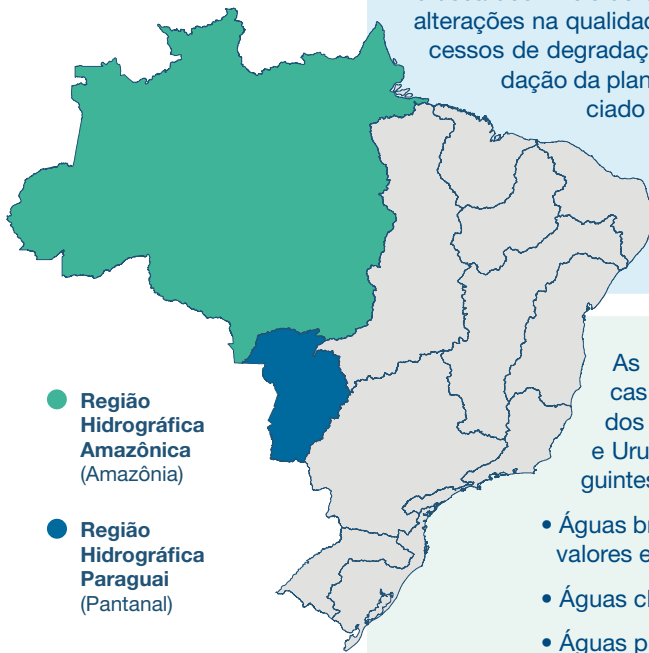 alterações na qualidad
cessos de degradaç
dação da plan
ciado
Região
Hidrográfica
Amazônica
(Amazônia)
Região
Hidrográfica
Paraguai
(Pantanal)
As
cas
dos
e Uru
guintes
• Águas br
valores e
• Águas cl
• Águas p